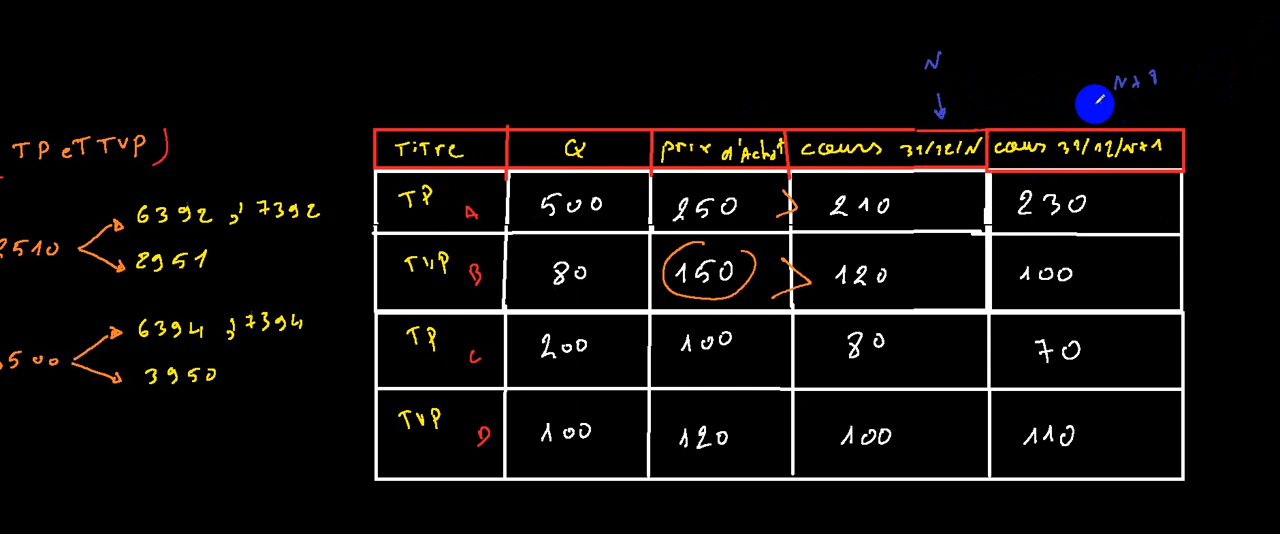 N
N+1
TP eT TVP)
6392 ; 7392
2510
2951
6394 ; 7394
500
3950
TiTre Q prix d'Achat cours 31/12/N cours 31/12/N+1
TP A 500 250 > 210 230
TVP B 80 150 > 120 100
TP C 200 100 80 70
TVP D 100 120 100 110